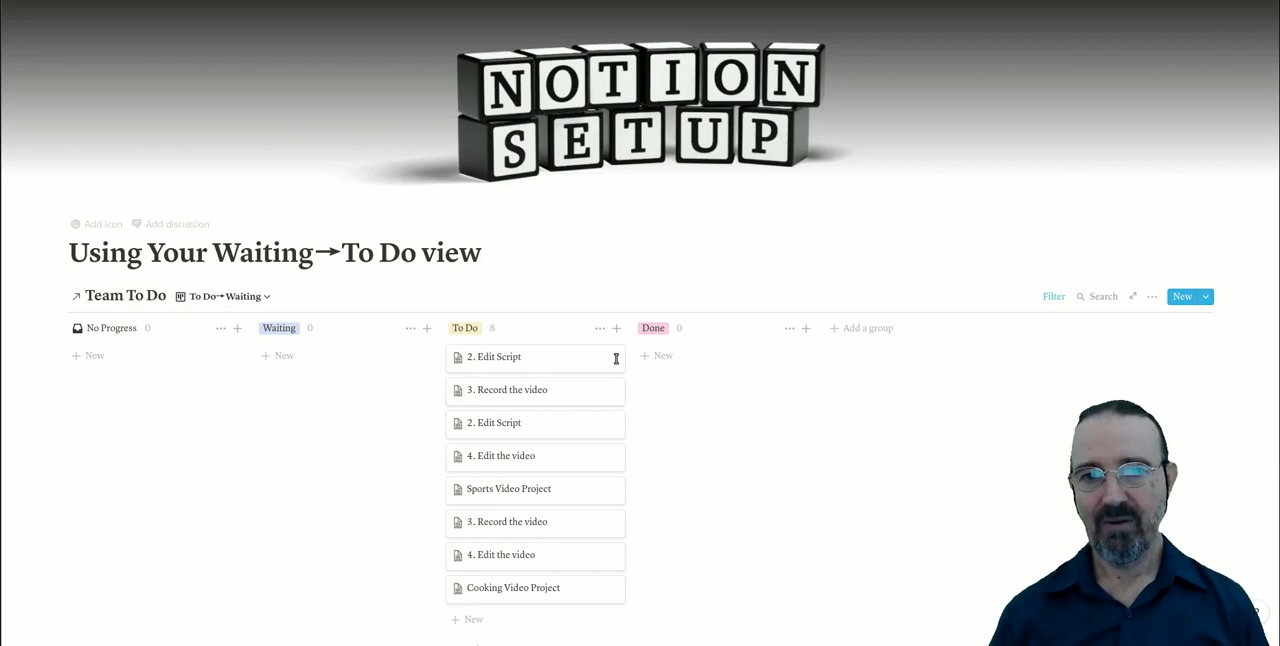 NOTION
SETUP
Add icon Add discussion
Using Your Waiting→To Do view
Team To Do To Do→Waiting
Filter Search New
No Progress 0
Waiting 0
To Do 8
Done 0
Add a group
New
New
2. Edit Script
3. Record the video
2. Edit Script
4. Edit the video
Sports Video Project
3. Record the video
4. Edit the video
Cooking Video Project
New
New